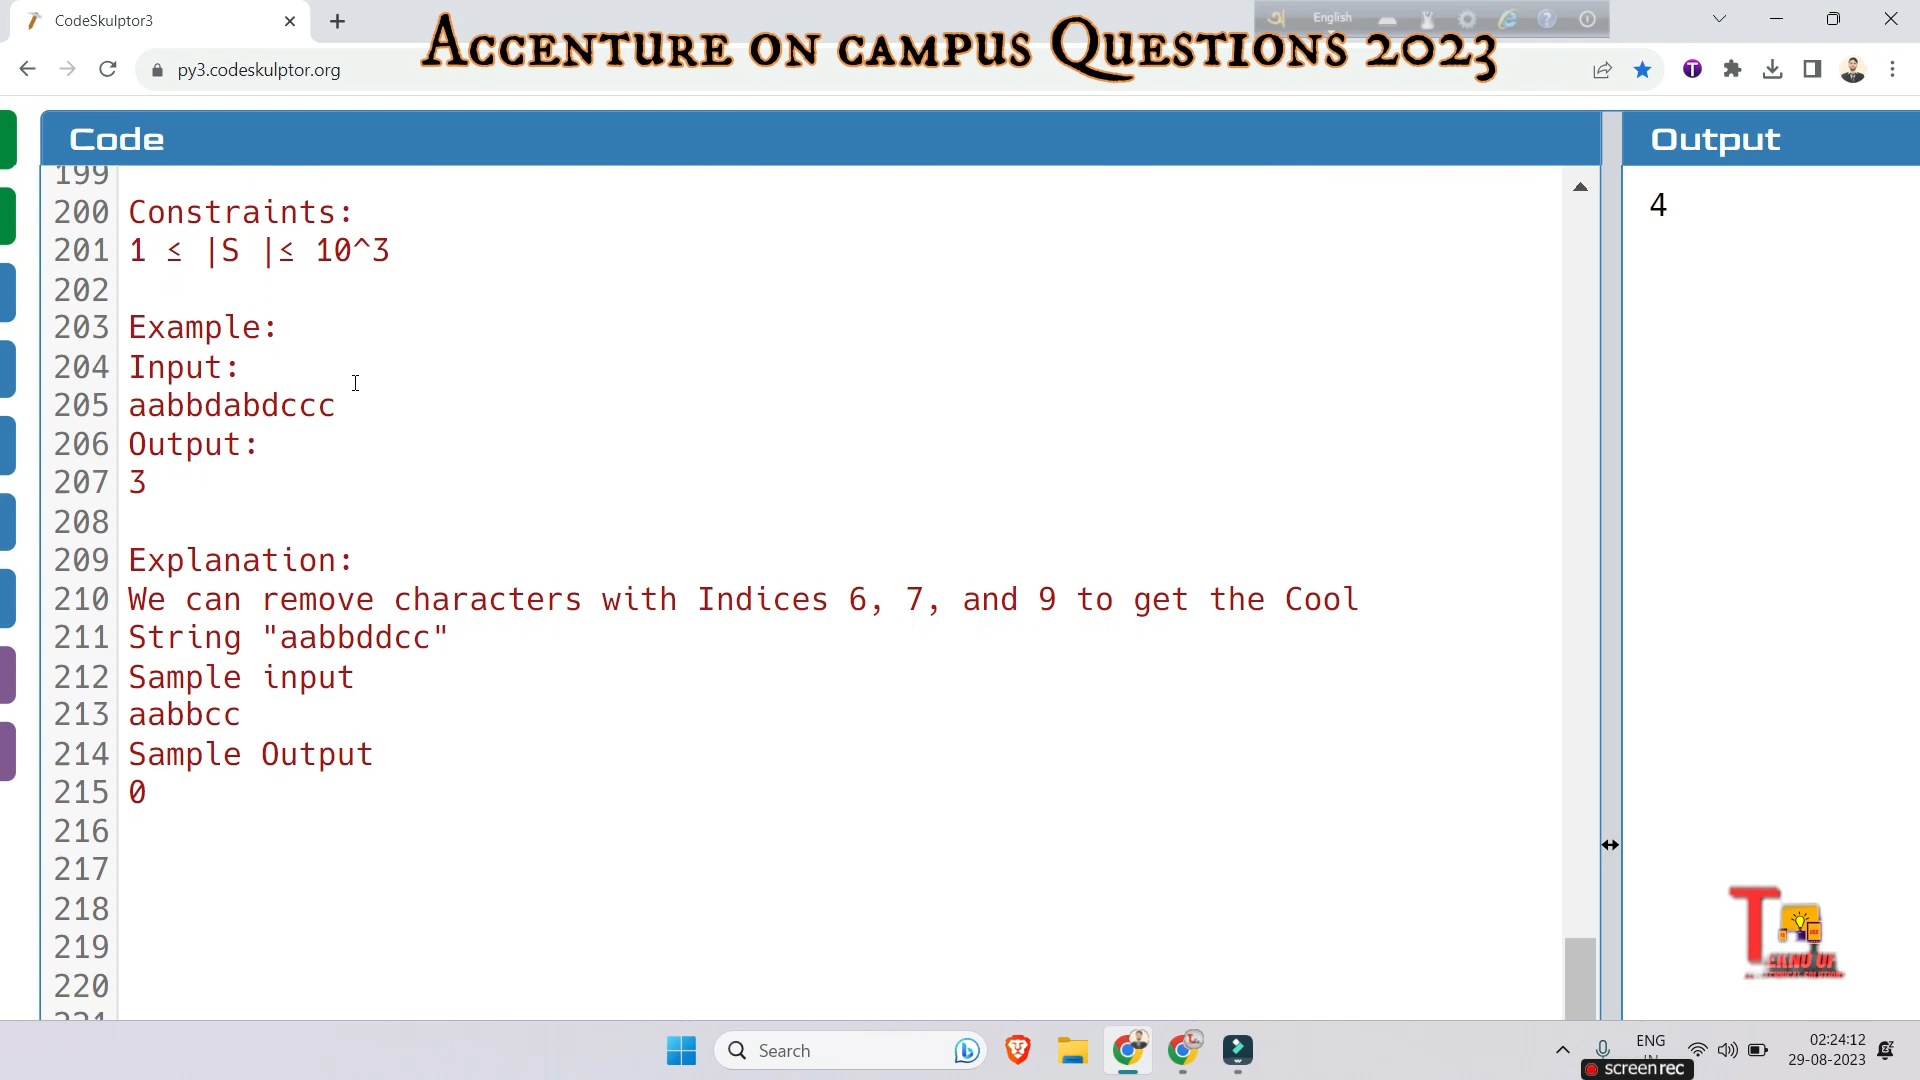 CodeSkulptor3
ACCENTURE ON CAMPUS QUESTIONS 2023
English
py3.codeskulptor.org
Code
Output
199
200 Constraints:
201 1 ≤ |S |≤ 10^3
202
203 Example:
204 Input:
205 aabbdabdccc
206 Output:
207 3
208
209 Explanation:
210 We can remove characters with Indices 6, 7, and 9 to get the Cool
211 String "aabbddcc"
212 Sample input
213 aabbcc
214 Sample Output
215 0
216
217
218
219
220
221
4
TEKNO UF
Search
ENG
IN
02:24:12
29-08-2023
screenrec